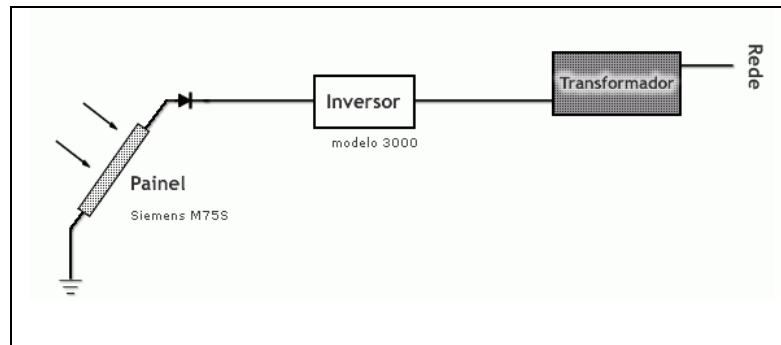 Painel
Siemens M75S
Inversor
modelo 3000
Transformador
Rede